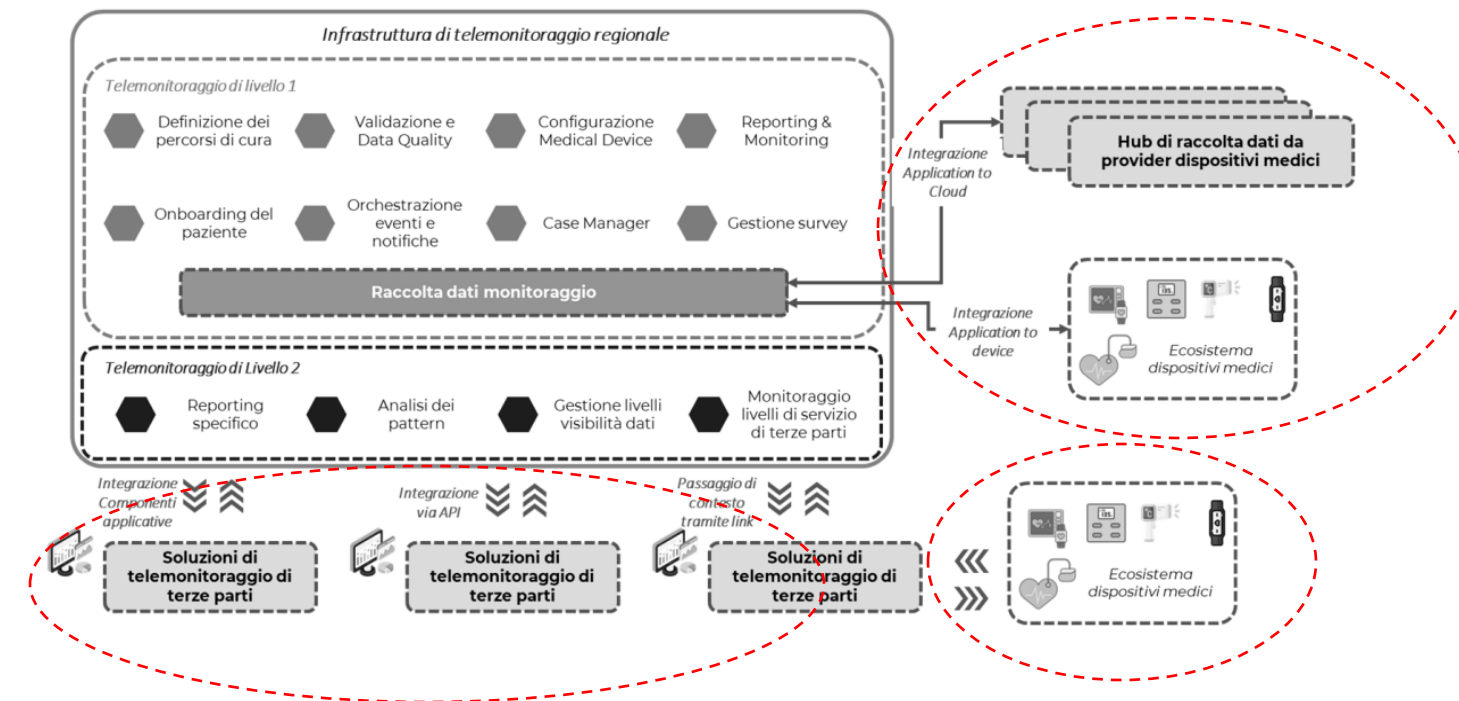 Infrastruttura di telemonitoraggio regionale
Telemonitoraggio di livello 1
Definizione dei
percorsi di cura
Validazione e
Data Quality
Configurazione
Medical Device
Reporting &
Monitoring
Onboarding del
paziente
Orchestrazione
eventi e
notifiche
Case Manager
Gestione survey
Raccolta dati monitoraggio
Integrazione
Application to
Cloud
Hub di raccolta dati da
provider dispositivi medici
Integrazione
Application to
device
Ecosistema
dispositivi medici
Telemonitoraggio di Livello 2
Reporting
specifico
Analisi dei
pattern
Gestione livelli
visibilità dati
Monitoraggio
livelli di servizio
di terze parti
Integrazione
Componenti
applicative
Integrazione
via API
Passaggio di
contesto
tramite link
Soluzioni di
telemonitoraggio di
terze parti
Soluzioni di
telemonitoraggio di
terze parti
Soluzioni di
telemonitoraggio di
terze parti
Ecosistema
dispositivi medici